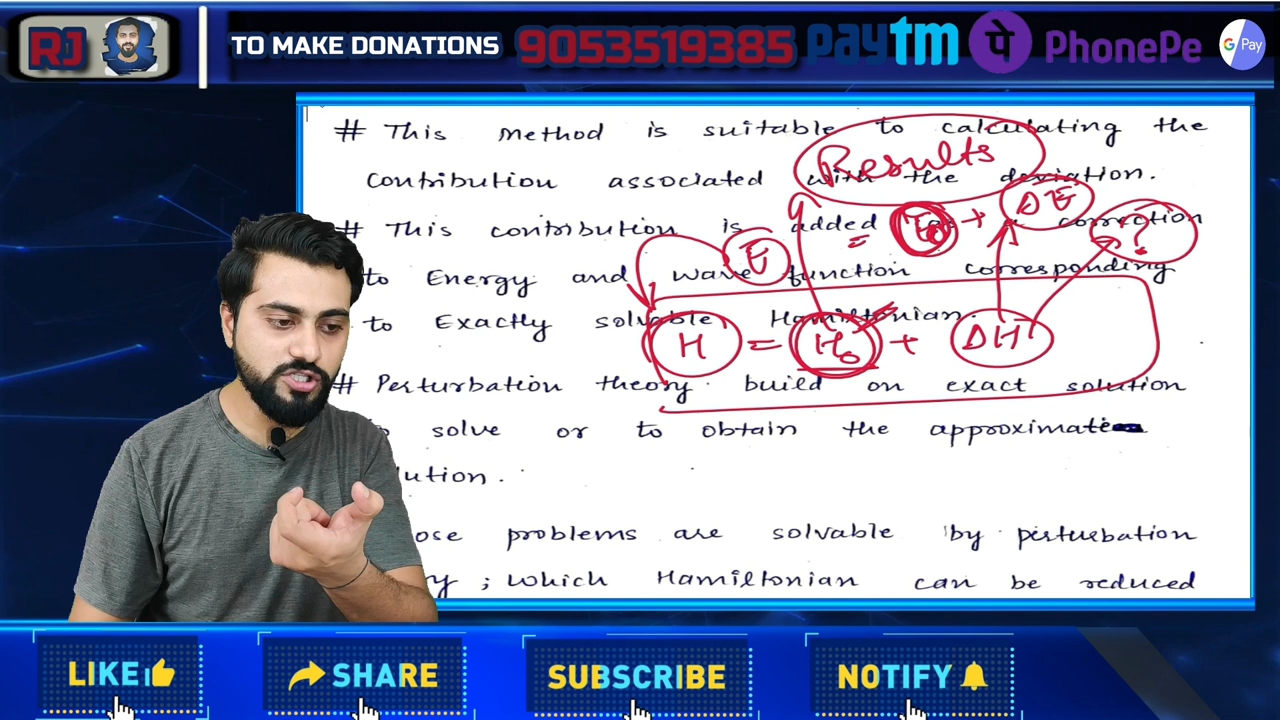 RJ TO MAKE DONATIONS 9053519385 paytm पे PhonePe G Pay
# This Method is suitable to calculating the
Results
contribution associated with the deviation.
# This contribution is added = E0 + ΔE correction
?
to Energy and wave function corresponding
E
to Exactly solvable Hamiltonian.
H = H0 + ΔH
# Perturbation theory build on exact solution
solve or to obtain the approximate
lution.
ose problems are solvable by perturbation
y ; which Hamiltonian can be reduced
LIKE SHARE SUBSCRIBE NOTIFY